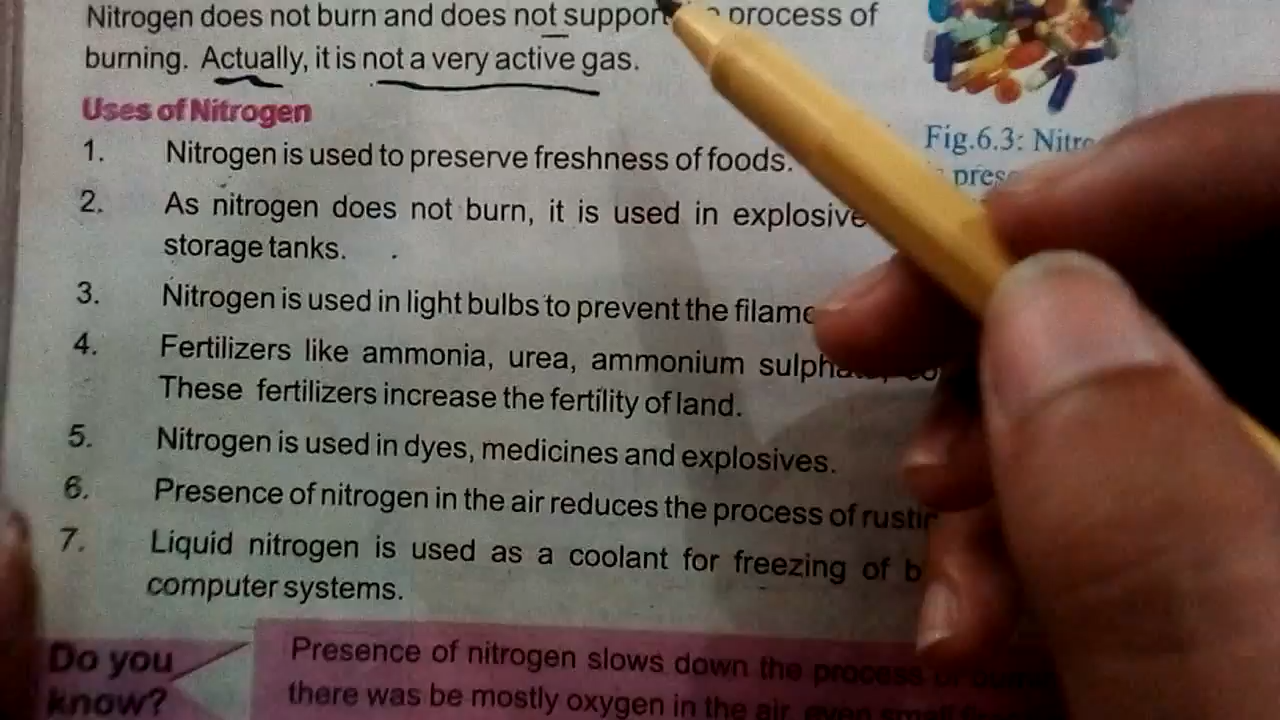 Nitrogen does not burn and does not support process of
burning. Actually, it is not a very active gas.
Uses of Nitrogen
1. Nitrogen is used to preserve freshness of foods.
2. As nitrogen does not burn, it is used in explosive
storage tanks.
3. Nitrogen is used in light bulbs to prevent the
4. Fertilizers like ammonia, urea, ammonium
These fertilizers increase the fertility of land.
5. Nitrogen is used in dyes, medicines and explosives.
6. Presence of nitrogen in the air reduces the process of
7. Liquid nitrogen is used as a coolant for freezing of
computer systems.
Fig.6.3:
Do you
know?
Presence of nitrogen slows down the process
there was be mostly oxygen in the air, even